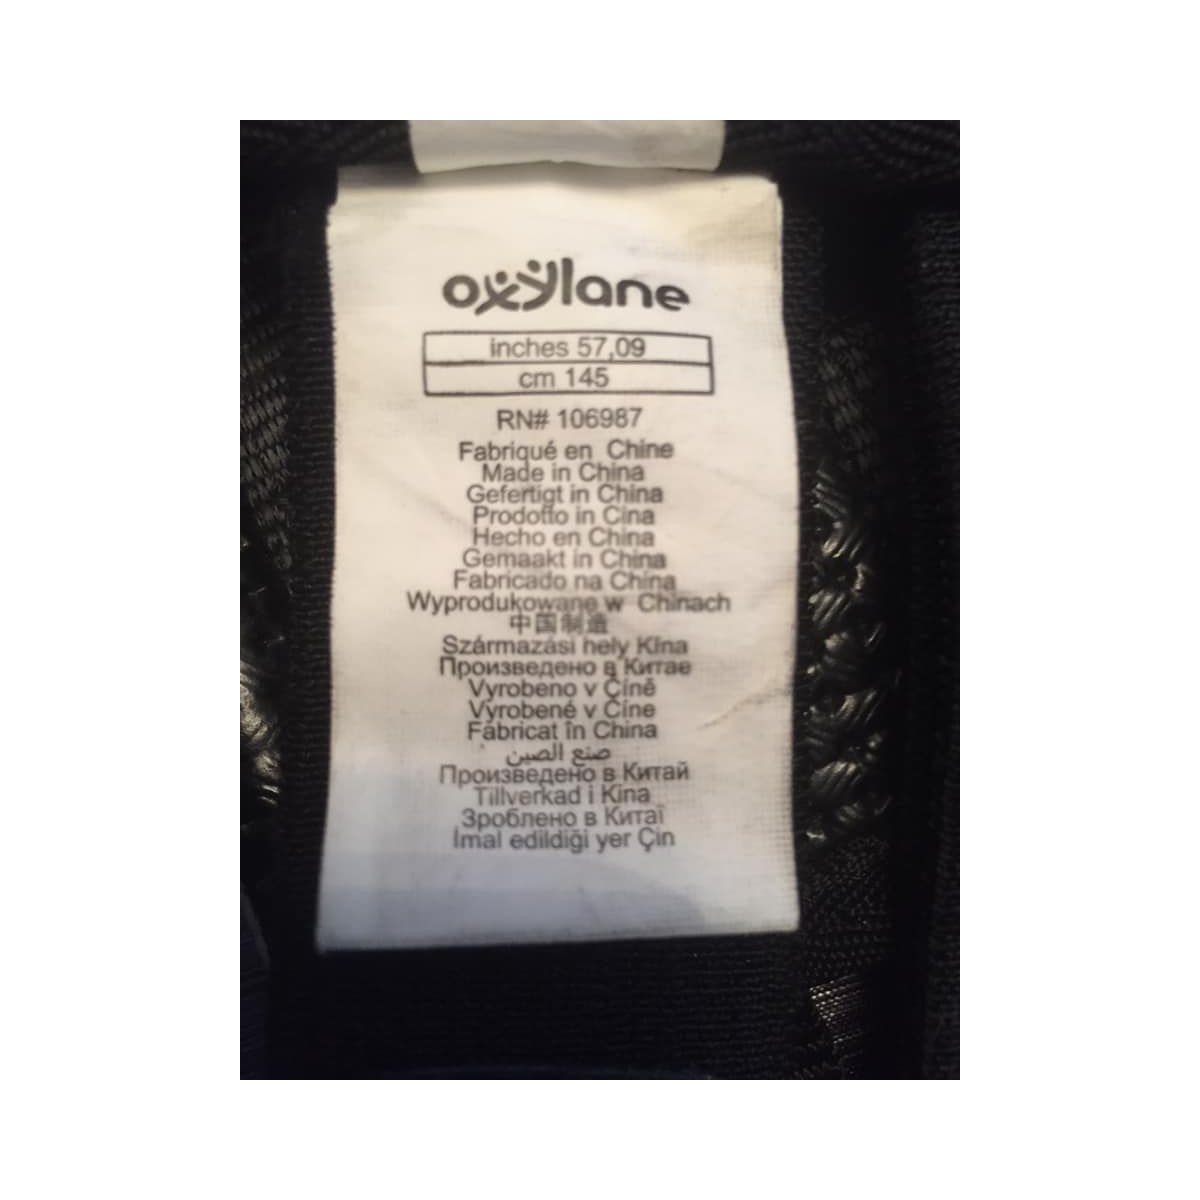 oxylane
inches 57,09
cm 145
RN# 106987
Fabriqué en Chine
Made in China
Gefertigt in China
Prodotto in Cina
Hecho en China
Gemaakt in China
Fabricado na China
Wyprodukowane w Chinach
中国制造
Származási hely Kína
Произведено в Китае
Vyrobeno v Číně
Vyrobené v Číne
Fabricat în China
صنع الصين
Произведено в Китай
Tillverkad i Kina
Зроблено в Китаї
İmal edildiği yer Çin